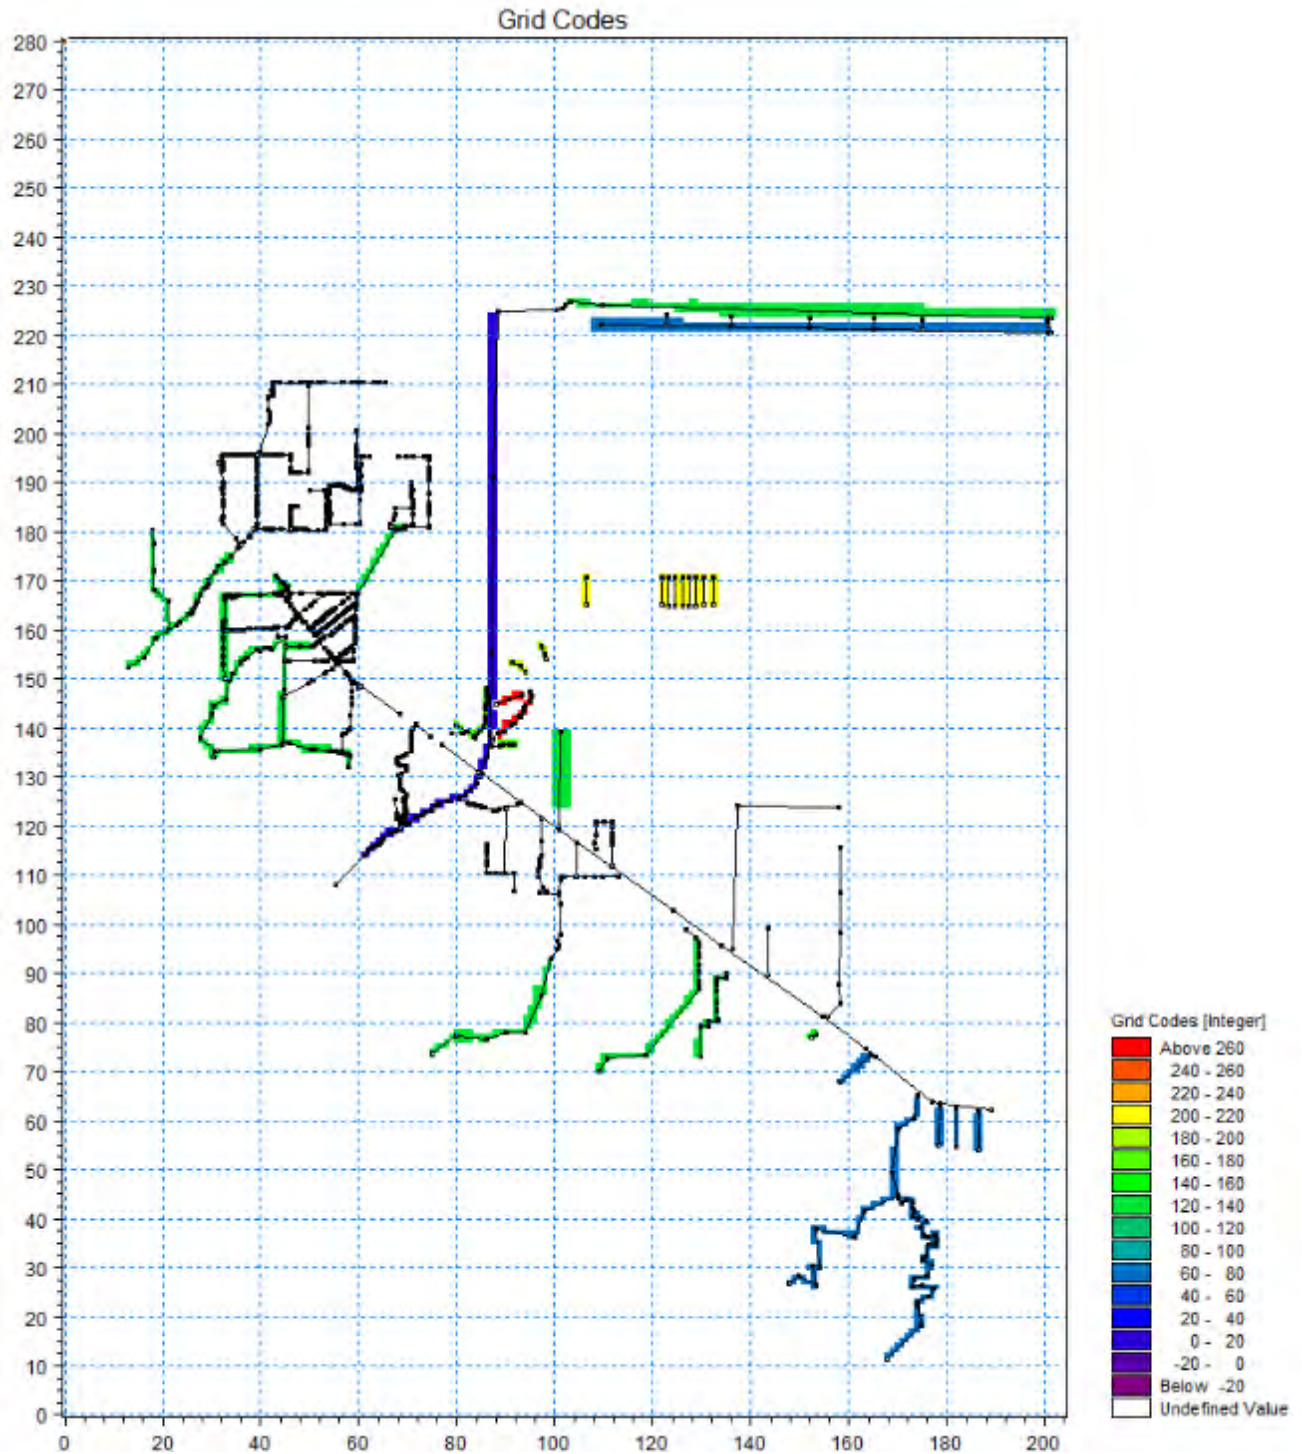 Grid Codes
280
270
260
250
240
230
220
210
200
190
180
170
160
150
140
130
120
110
100
90
80
70
60
50
40
30
20
10
0
0 20 40 60 80 100 120 140 160 180 200
Grid Codes [Integer]
Above 260
240 - 260
220 - 240
200 - 220
180 - 200
160 - 180
140 - 160
120 - 140
100 - 120
80 - 100
60 - 80
40 - 60
20 - 40
0 - 20
-20 - 0
Below -20
Undefined Value